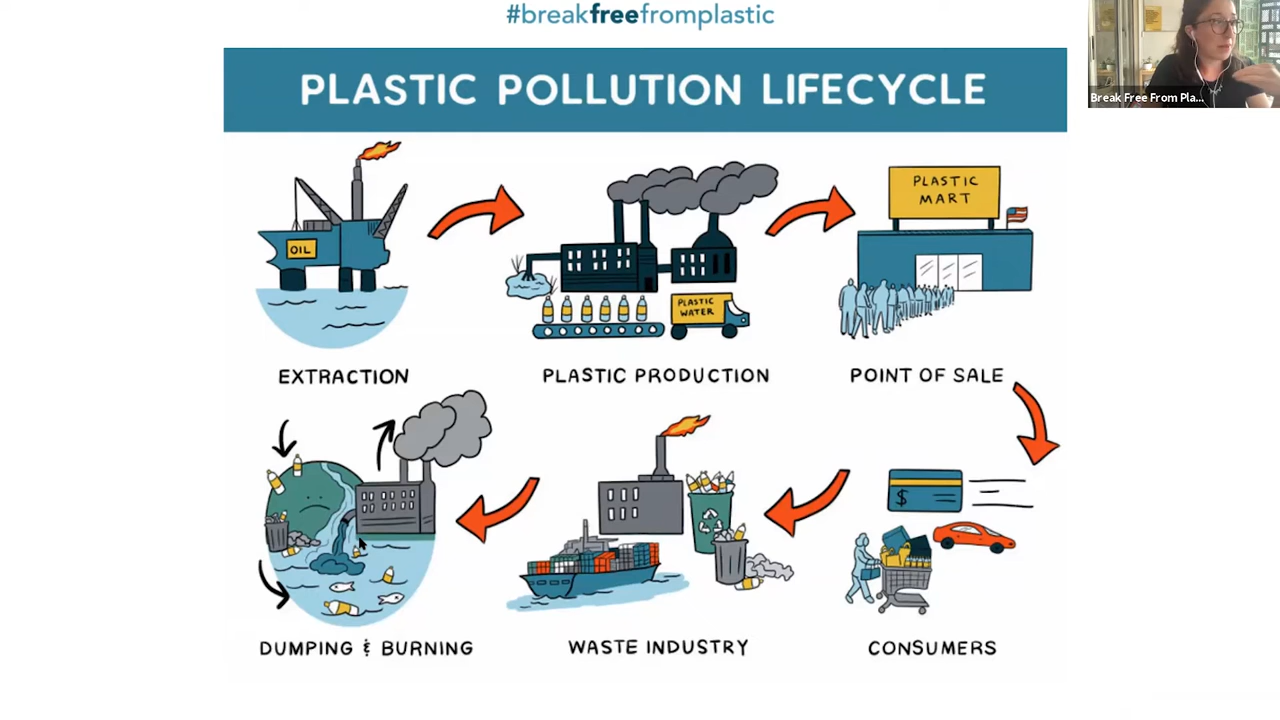 #breakfreefromplastic
Break Free From Pla...
PLASTIC POLLUTION LIFECYCLE
OIL
PLASTIC
WATER
PLASTIC
MART
EXTRACTION
PLASTIC PRODUCTION
POINT OF SALE
$
DUMPING & BURNING
WASTE INDUSTRY
CONSUMERS